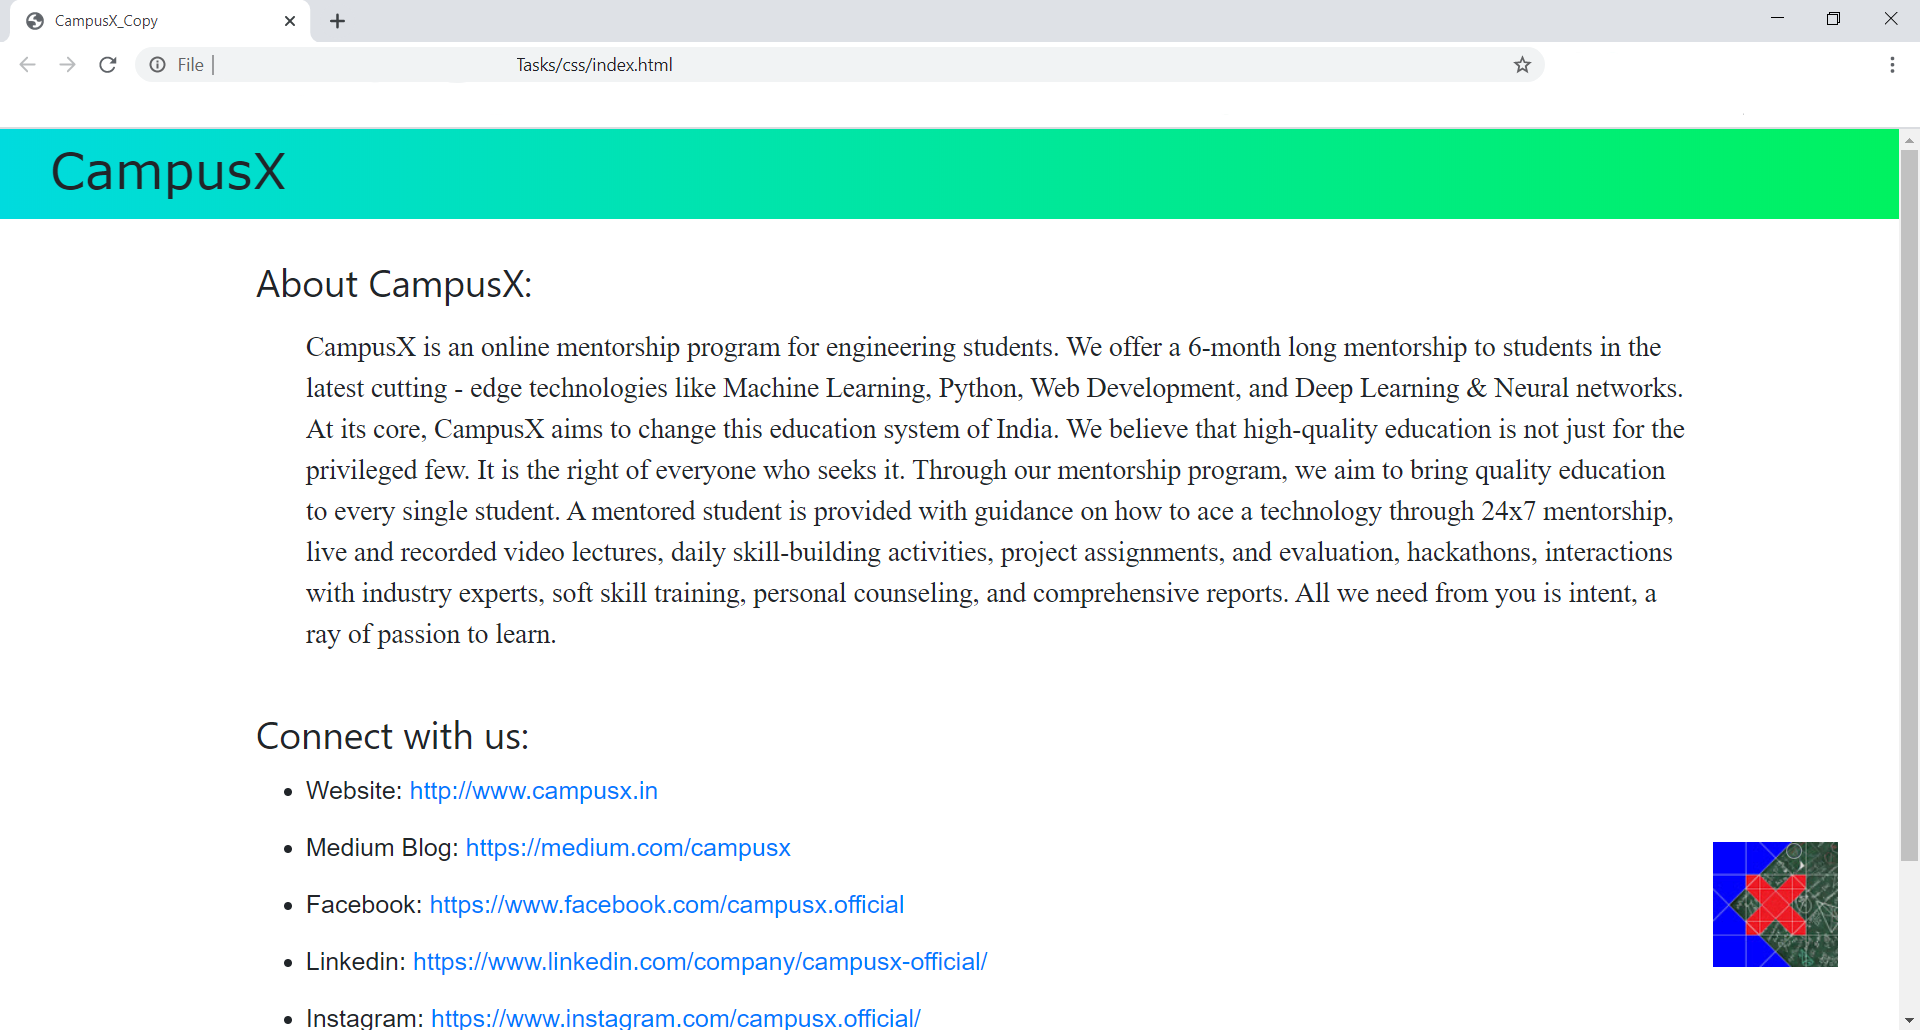 CampusX_Copy
File | Tasks/css/index.html
CampusX
About CampusX:
CampusX is an online mentorship program for engineering students. We offer a 6-month long mentorship to students in the
latest cutting - edge technologies like Machine Learning, Python, Web Development, and Deep Learning & Neural networks.
At its core, CampusX aims to change this education system of India. We believe that high-quality education is not just for the
privileged few. It is the right of everyone who seeks it. Through our mentorship program, we aim to bring quality education
to every single student. A mentored student is provided with guidance on how to ace a technology through 24x7 mentorship,
live and recorded video lectures, daily skill-building activities, project assignments, and evaluation, hackathons, interactions
with industry experts, soft skill training, personal counseling, and comprehensive reports. All we need from you is intent, a
ray of passion to learn.
Connect with us:
• Website: http://www.campusx.in
• Medium Blog: https://medium.com/campusx
• Facebook: https://www.facebook.com/campusx.official
• Linkedin: https://www.linkedin.com/company/campusx-official/
• Instagram: https://www.instagram.com/campusx.official/